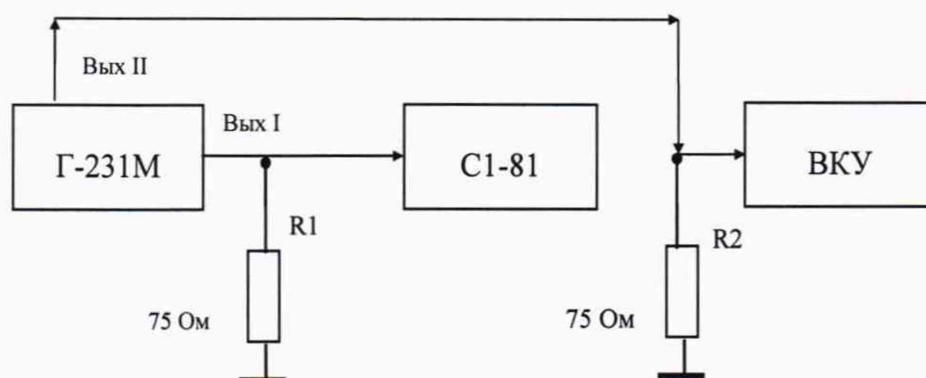 Вых II
Вых I
Г-231М
С1-81
ВКУ
R1
R2
75 Ом
75 Ом